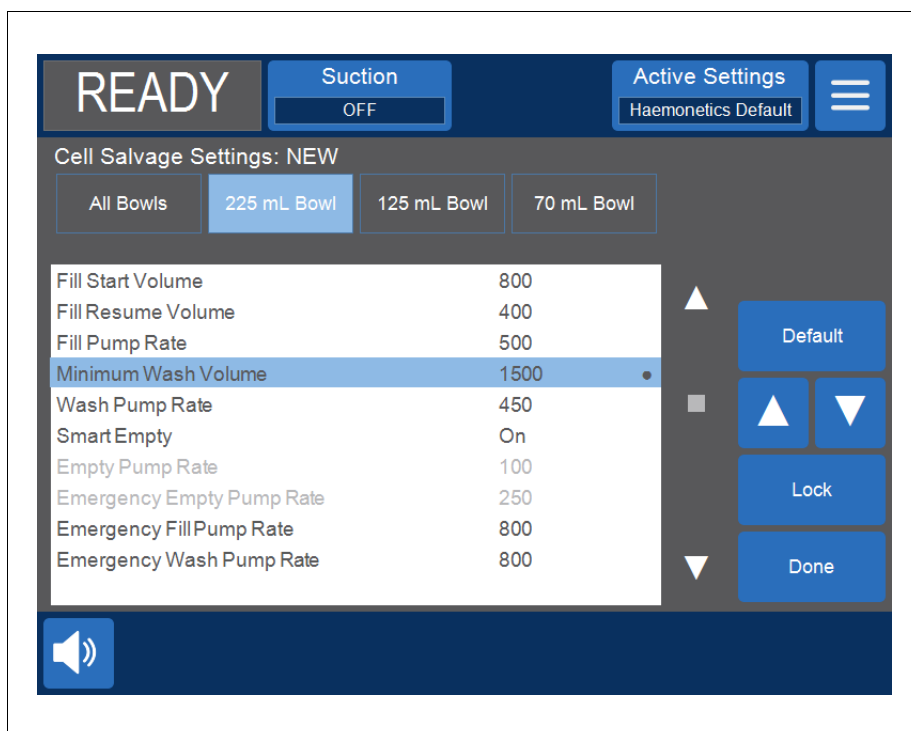 READY
Suction
OFF
Active Settings
Haemonetics Default
Cell Salvage Settings: NEW
All Bowls
225 mL Bowl
125 mL Bowl
70 mL Bowl
Fill Start Volume 800
Fill Resume Volume 400
Fill Pump Rate 500
Minimum Wash Volume 1500
Wash Pump Rate 450
Smart Empty On
Empty Pump Rate 100
Emergency Empty Pump Rate 250
Emergency Fill Pump Rate 800
Emergency Wash Pump Rate 800
Default
Lock
Done